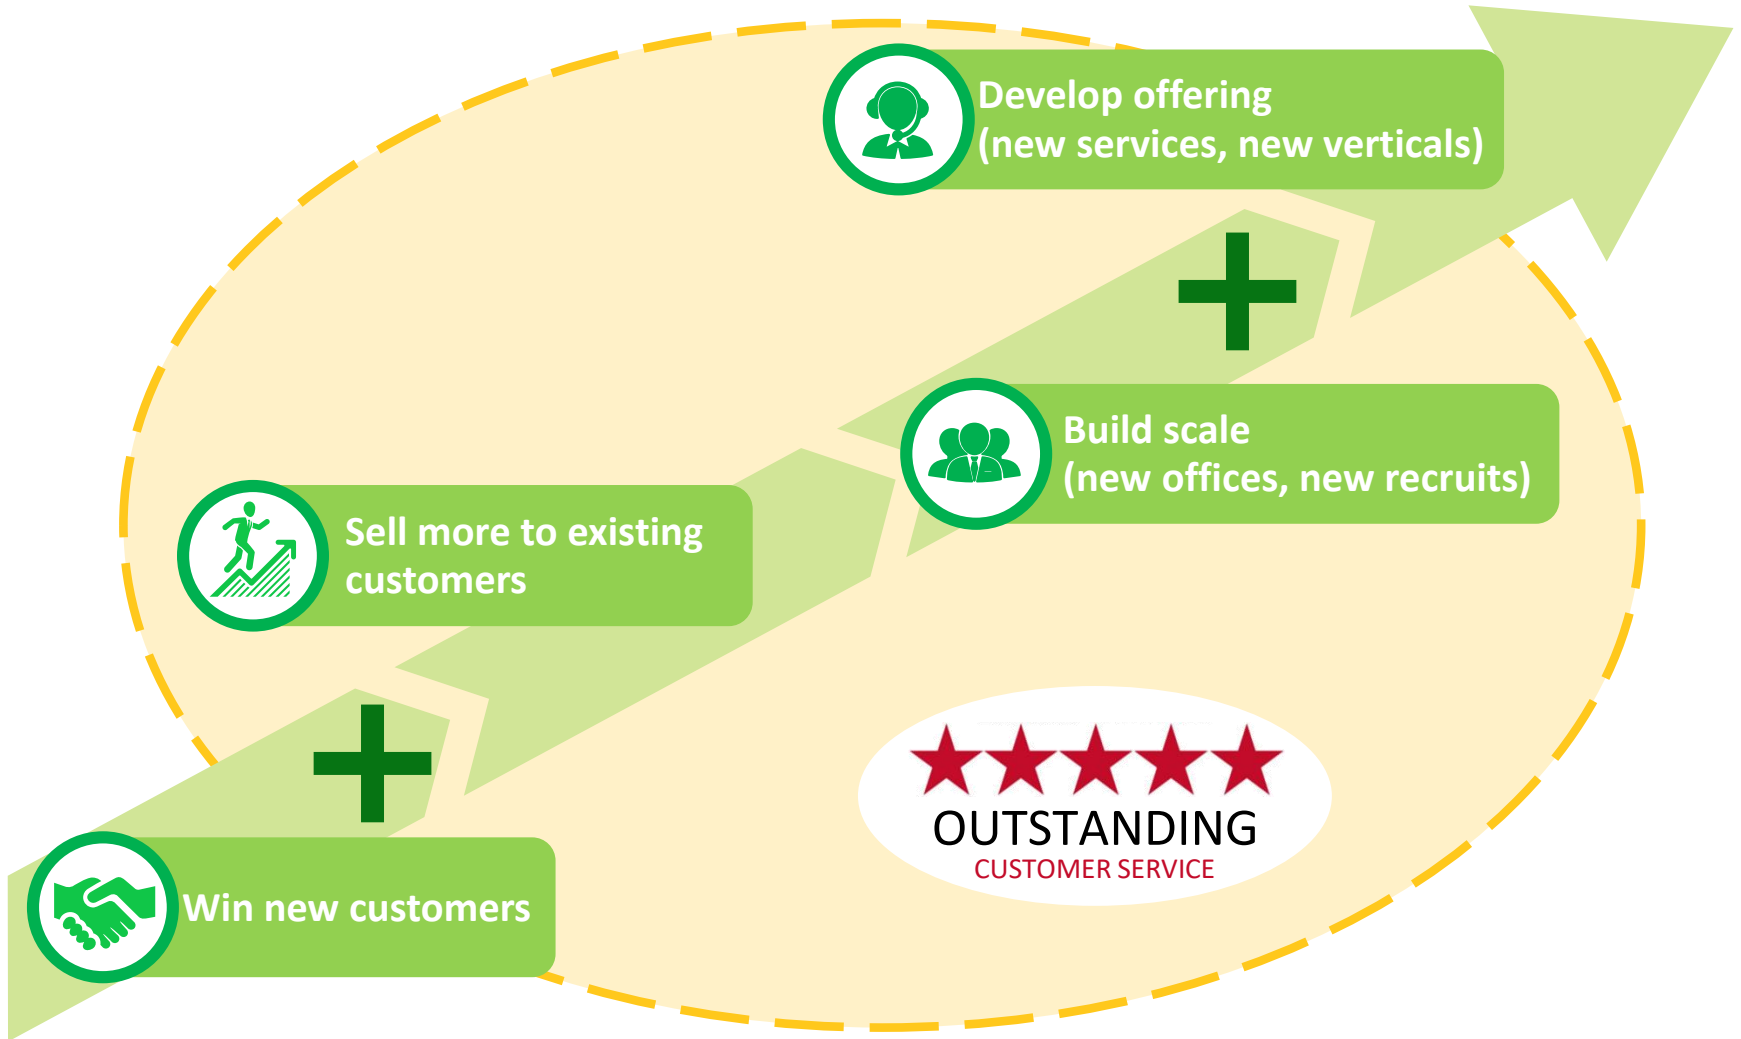 Develop offering
(new services, new verticals)
Build scale
(new offices, new recruits)
Sell more to existing
customers
OUTSTANDING
CUSTOMER SERVICE
Win new customers